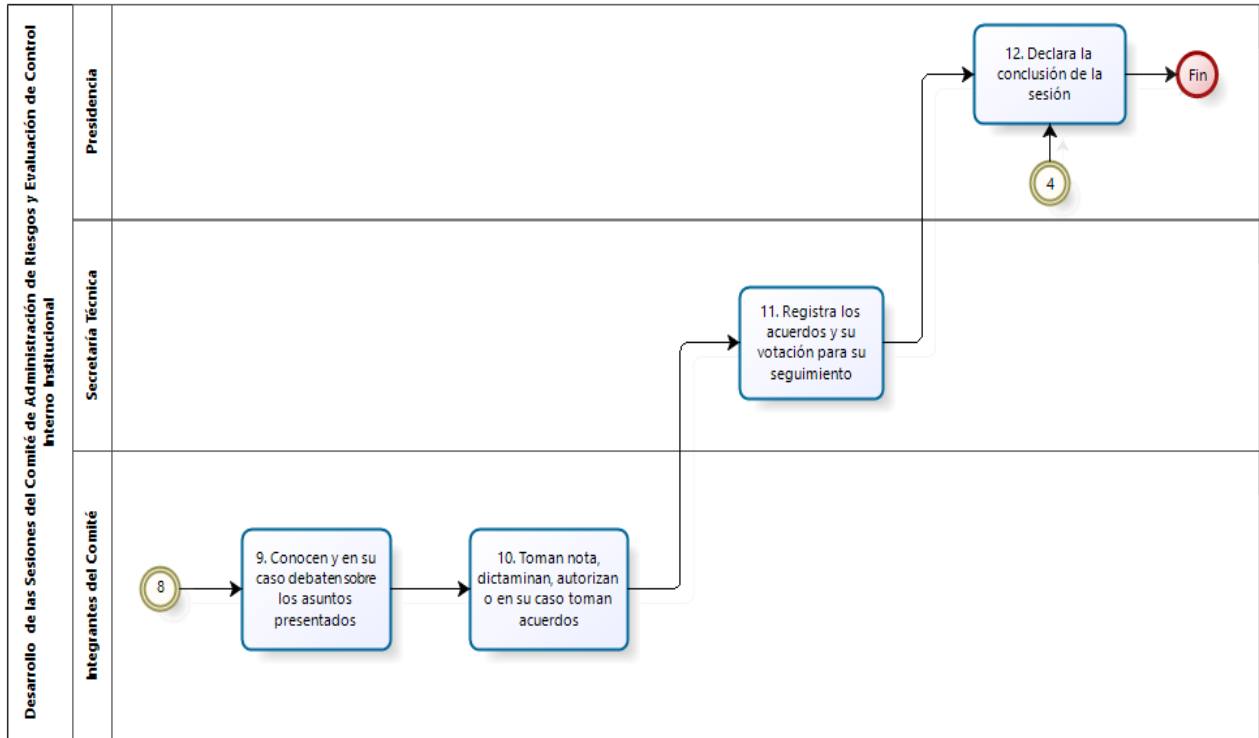 Desarrollo de las Sesiones del Comité de Administración de Riesgos y Evaluación de Control
Interno Institucional
Presidencia
12. Declara la
conclusión de la
sesión
Fin
4
Secretaría Técnica
11. Registra los
acuerdos y su
votación para su
seguimiento
Integrantes del Comité
8
9. Conocen y en su
caso debaten sobre
los asuntos
presentados
10. Toman nota,
dictaminan, autorizan
o en su caso toman
acuerdos